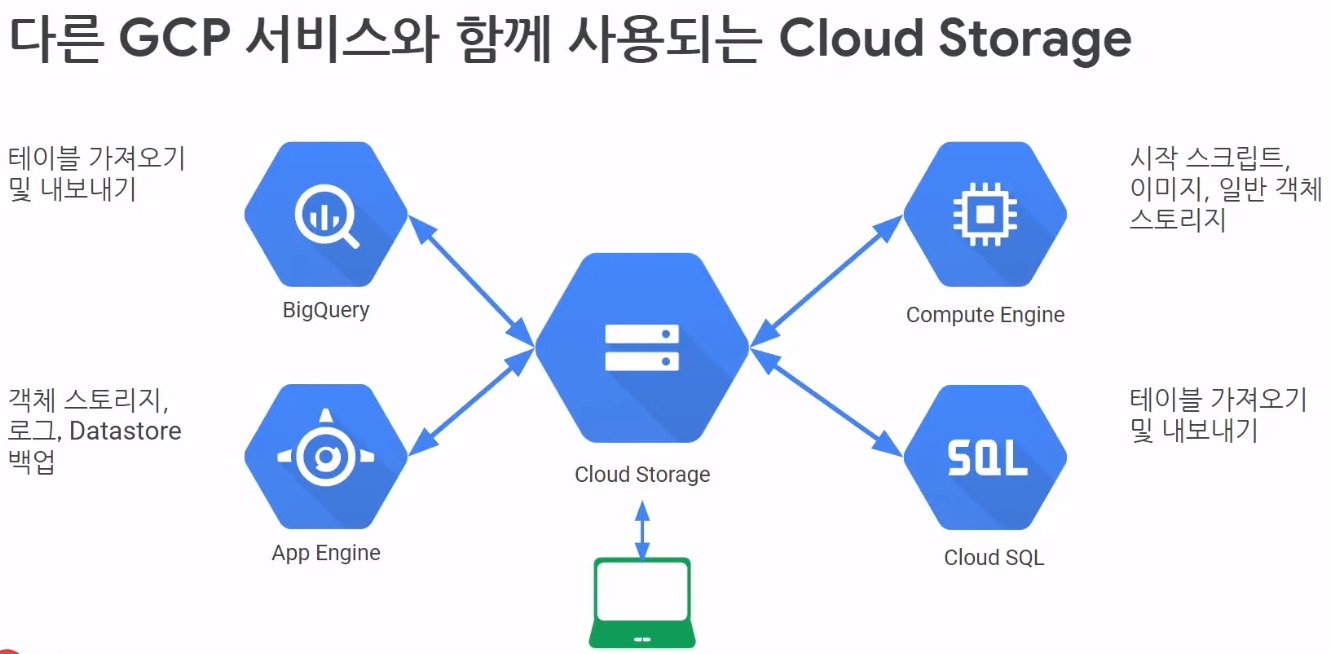 다른 GCP 서비스와 함께 사용되는 Cloud Storage
테이블 가져오기
및 내보내기
BigQuery
시작 스크립트,
이미지, 일반 객체
스토리지
Compute Engine
객체 스토리지,
로그, Datastore
백업
App Engine
Cloud Storage
테이블 가져오기
및 내보내기
SQL
Cloud SQL